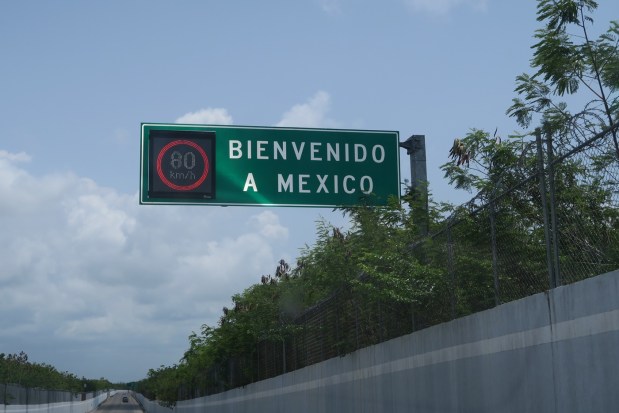 80
km/h
BIENVENIDO
A MEXICO